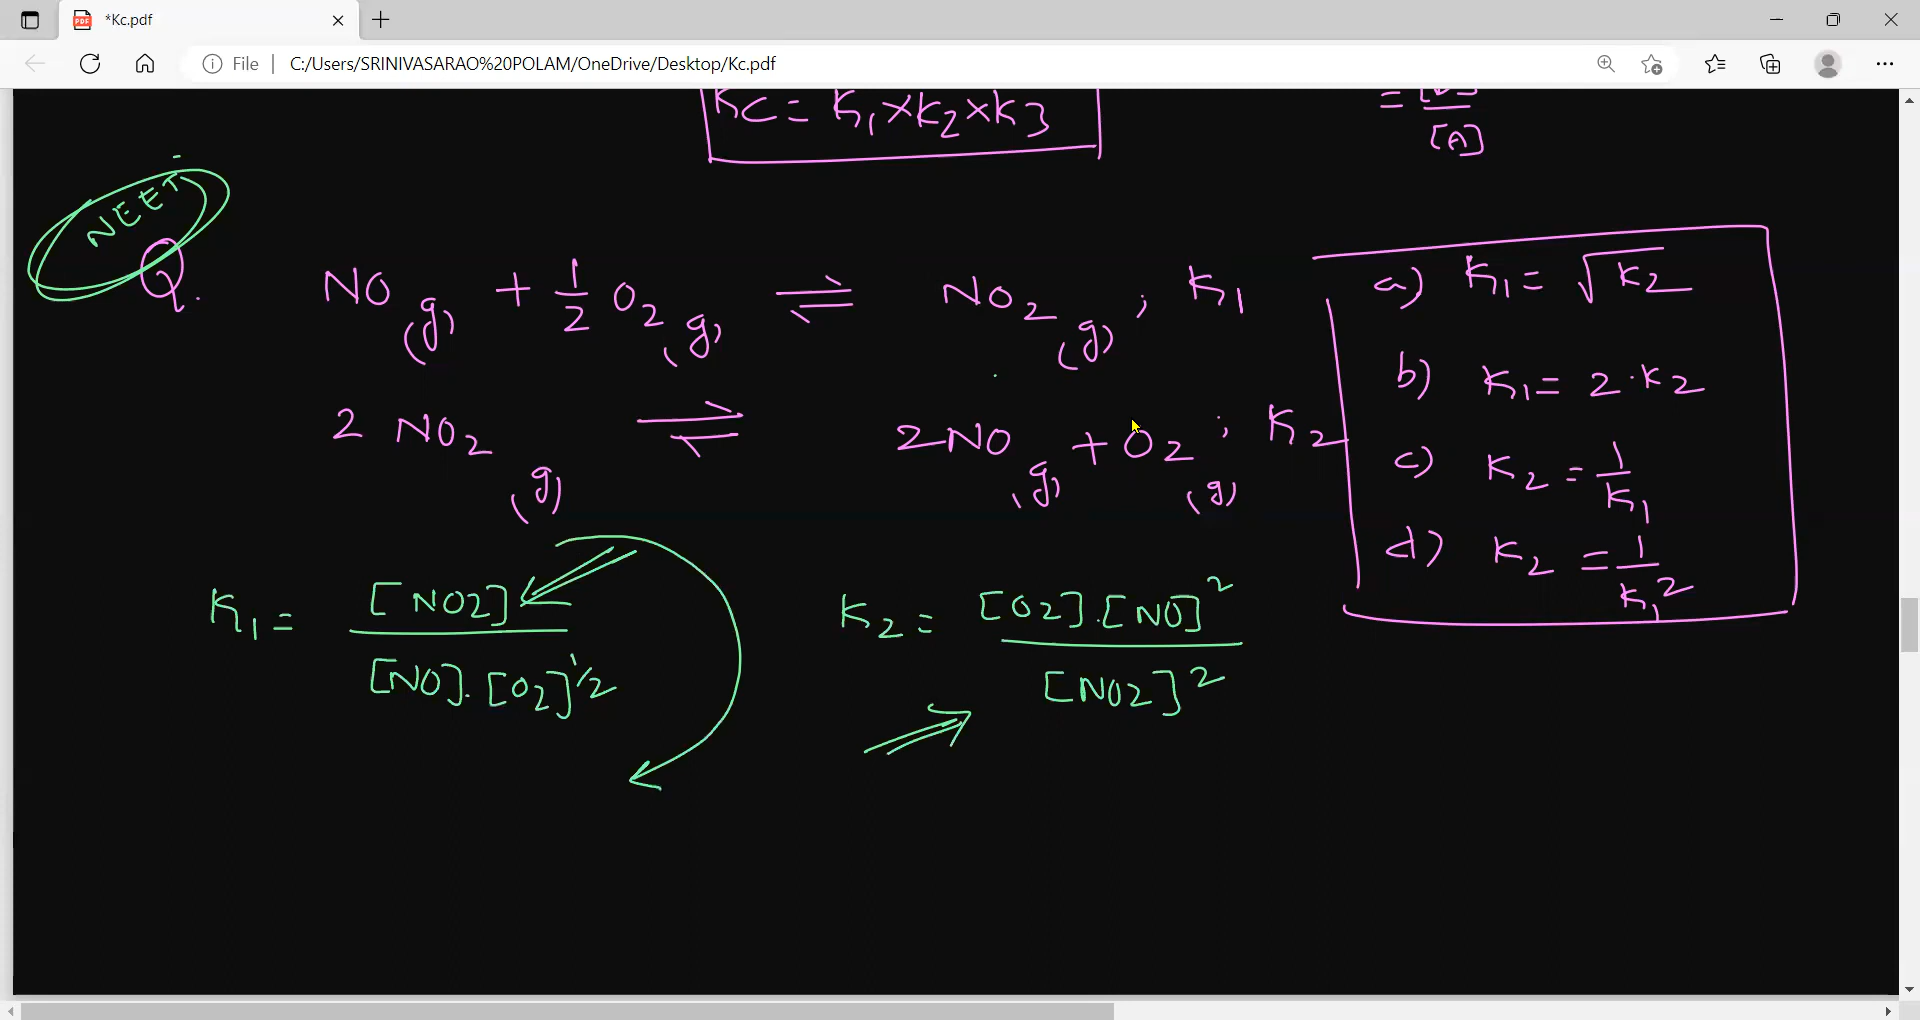 *Kc.pdf
File | C:/Users/SRINIVASARAO%20POLAM/OneDrive/Desktop/Kc.pdf
Kc = K₁ × K₂ × K3
= [A]
NEET
Q. NO(g) + 1/2 O₂(g) ⇌ NO₂(g) ; K₁
2 NO₂(g) ⇌ 2NO(g) + O₂(g) ; K₂
a) K₁ = √K₂
b) K₁ = 2·K₂
c) K₂ = 1/K₁
d) K₂ = 1/K₁²
K₁ = [NO2] / [NO].[O₂]^1/2
K₂ = [O2].[NO]² / [NO2]²